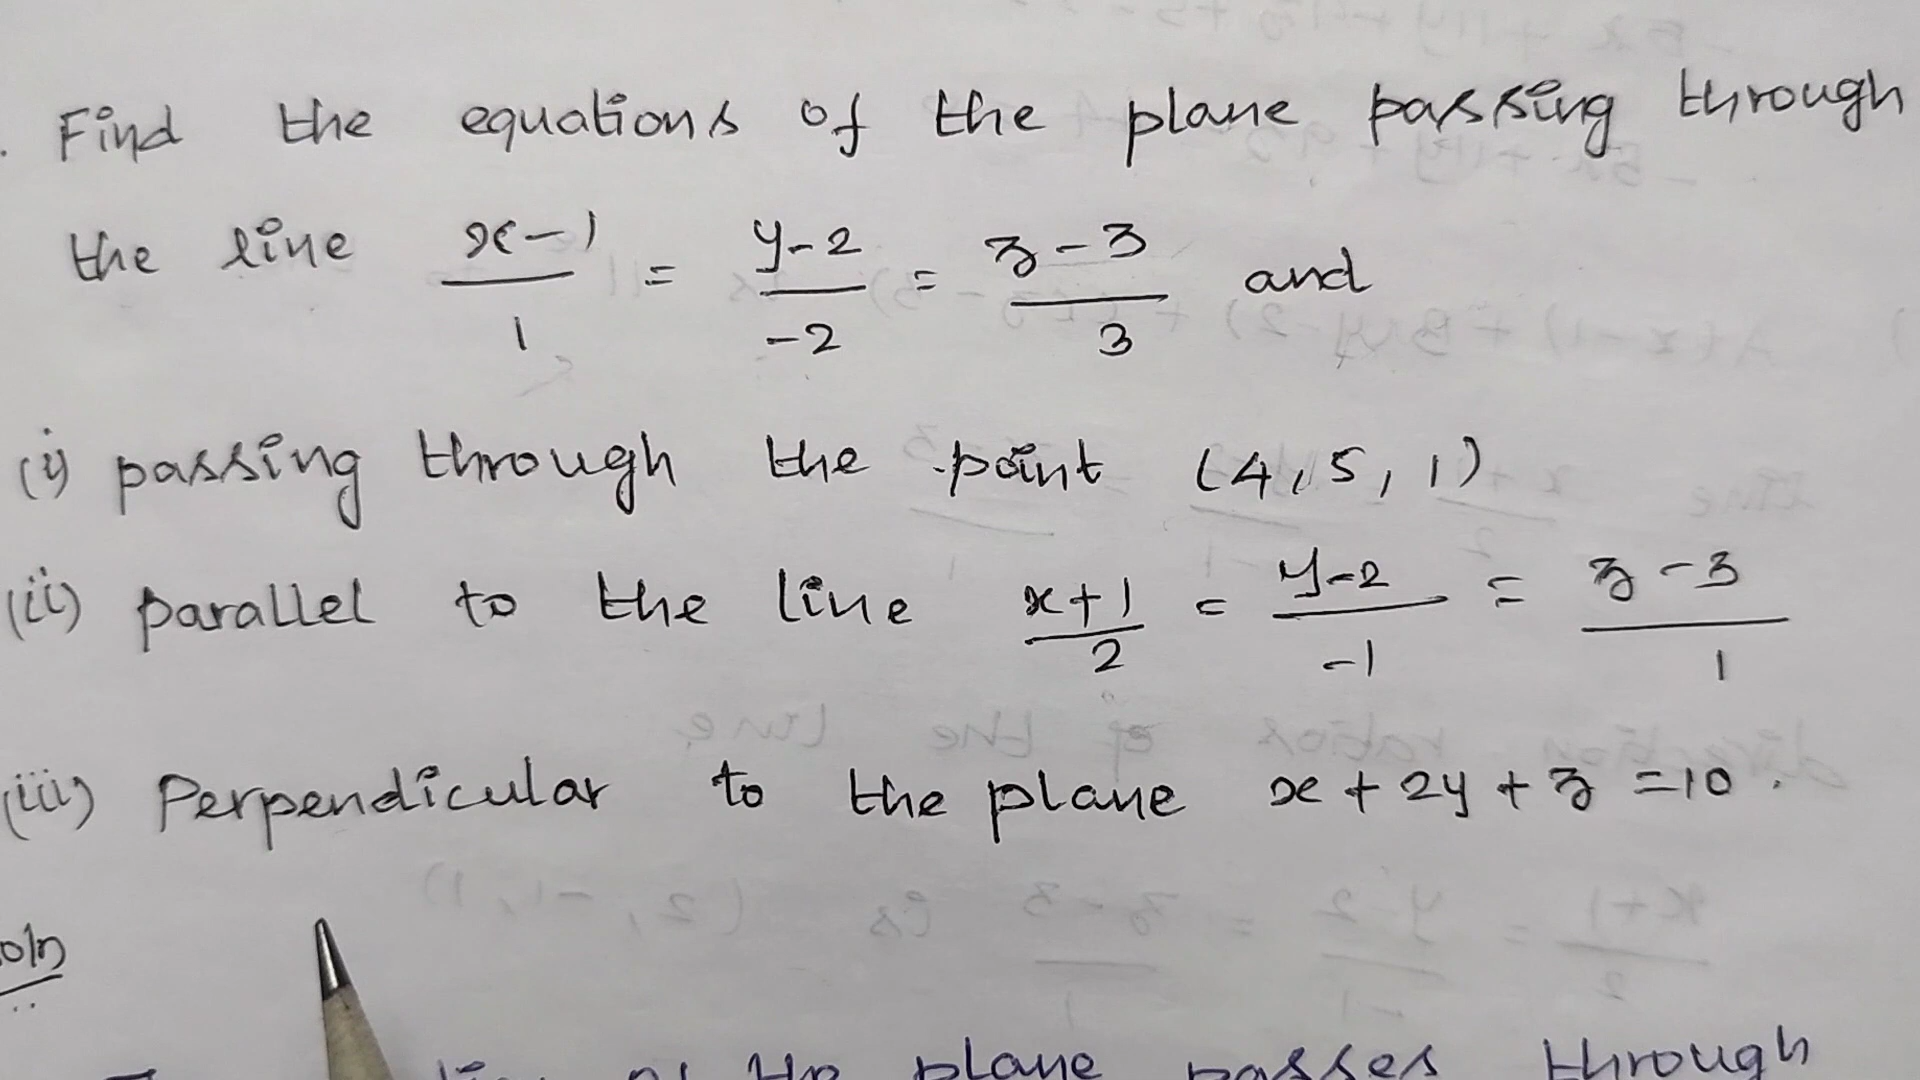 Find the equations of the plane passing through
the line x-1/1 = y-2/-2 = z-3/3 and
(i) passing through the point (4, 5, 1)
(ii) parallel to the line x+1/2 = y-2/-1 = z-3/1
(iii) Perpendicular to the plane x + 2y + z = 10.
oln
plane passes through